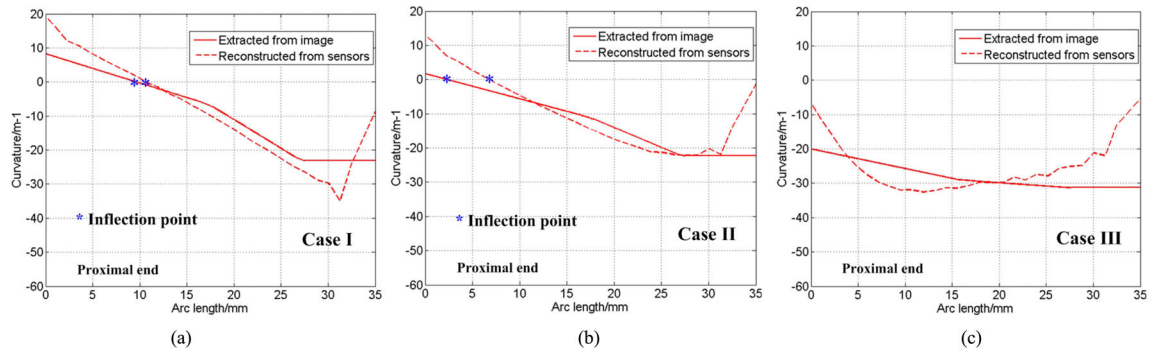 20
10
0
-10
-20
-30
-40
-50
-60
Curvature/m-1
Extracted from image
Reconstructed from sensors
* Inflection point
Case I
Proximal end
0 5 10 15 20 25 30 35
Arc length/mm
(a)
20
10
0
-10
-20
-30
-40
-50
-60
Curvature/m-1
Extracted from image
Reconstructed from sensors
* Inflection point
Case II
Proximal end
0 5 10 15 20 25 30 35
Arc length/mm
(b)
20
10
0
-10
-20
-30
-40
-50
-60
Curvature/m-1
Extracted from image
Reconstructed from sensors
Case III
Proximal end
0 5 10 15 20 25 30 35
Arc length/mm
(c)